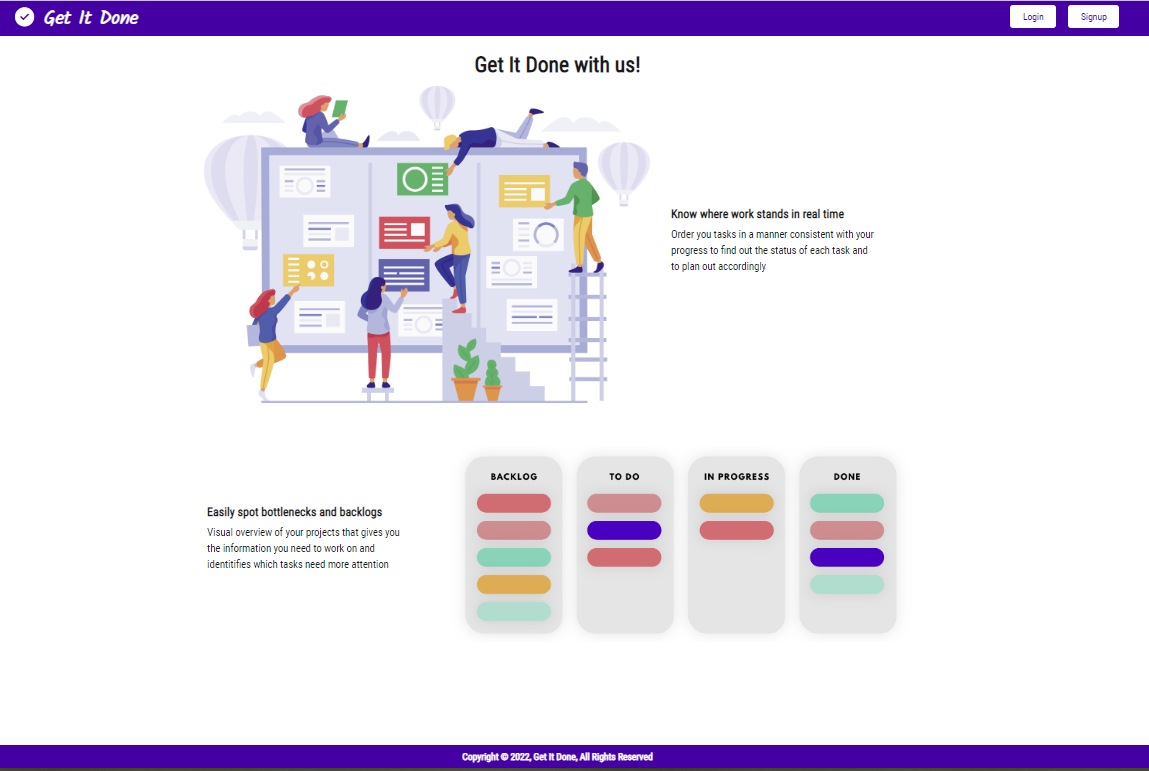 Get It Done
Login
Signup
Get It Done with us!
Know where work stands in real time
Order you tasks in a manner consistent with your
progress to find out the status of each task and
to plan out accordingly
Easily spot bottlenecks and backlogs
Visual overview of your projects that gives you
the information you need to work on and
identitifies which tasks need more attention
BACKLOG
TO DO
IN PROGRESS
DONE
Copyright © 2022, Get It Done, All Rights Reserved